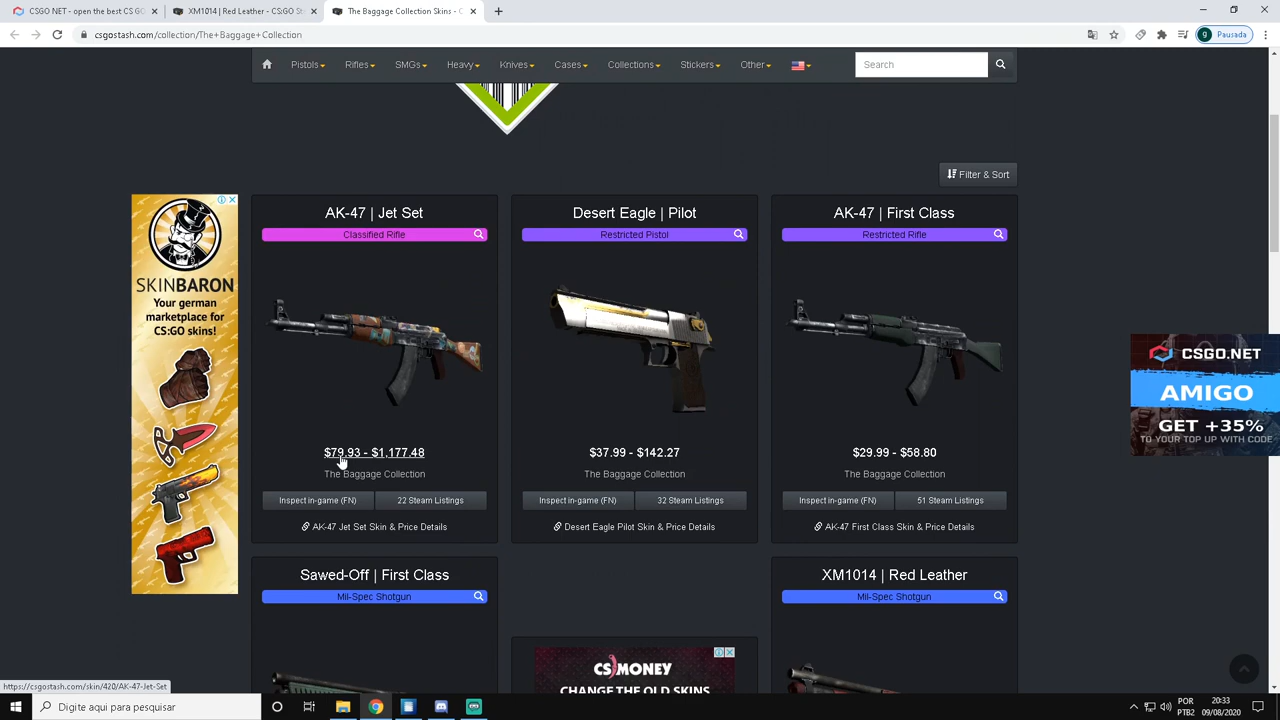 CSGO NET - open the best CS GO
XM1014 | Red Leather - CS:GO St
The Baggage Collection Skins - C
csgostash.com/collection/The+Baggage+Collection
Pausada
Pistols
Rifles
SMGs
Heavy
Knives
Cases
Collections
Stickers
Other
Search
Filter & Sort
SKINBARON
Your german
marketplace for
CS:GO skins!
AK-47 | Jet Set
Classified Rifle
$79.93 - $1,177.48
The Baggage Collection
Inspect in-game (FN)
22 Steam Listings
AK-47 Jet Set Skin & Price Details
Desert Eagle | Pilot
Restricted Pistol
$37.99 - $142.27
The Baggage Collection
Inspect in-game (FN)
32 Steam Listings
Desert Eagle Pilot Skin & Price Details
AK-47 | First Class
Restricted Rifle
$29.99 - $58.80
The Baggage Collection
Inspect in-game (FN)
51 Steam Listings
AK-47 First Class Skin & Price Details
CSGO.NET
AMIGO
GET +35%
TO YOUR TOP UP WITH CODE
Sawed-Off | First Class
Mil-Spec Shotgun
CS MONEY
CHANGE THE OLD SKINS
XM1014 | Red Leather
Mil-Spec Shotgun
https://csgostash.com/skin/420/AK-47-Jet-Set
Digite aqui para pesquisar
POR
PTB2
20:33
09/08/2020